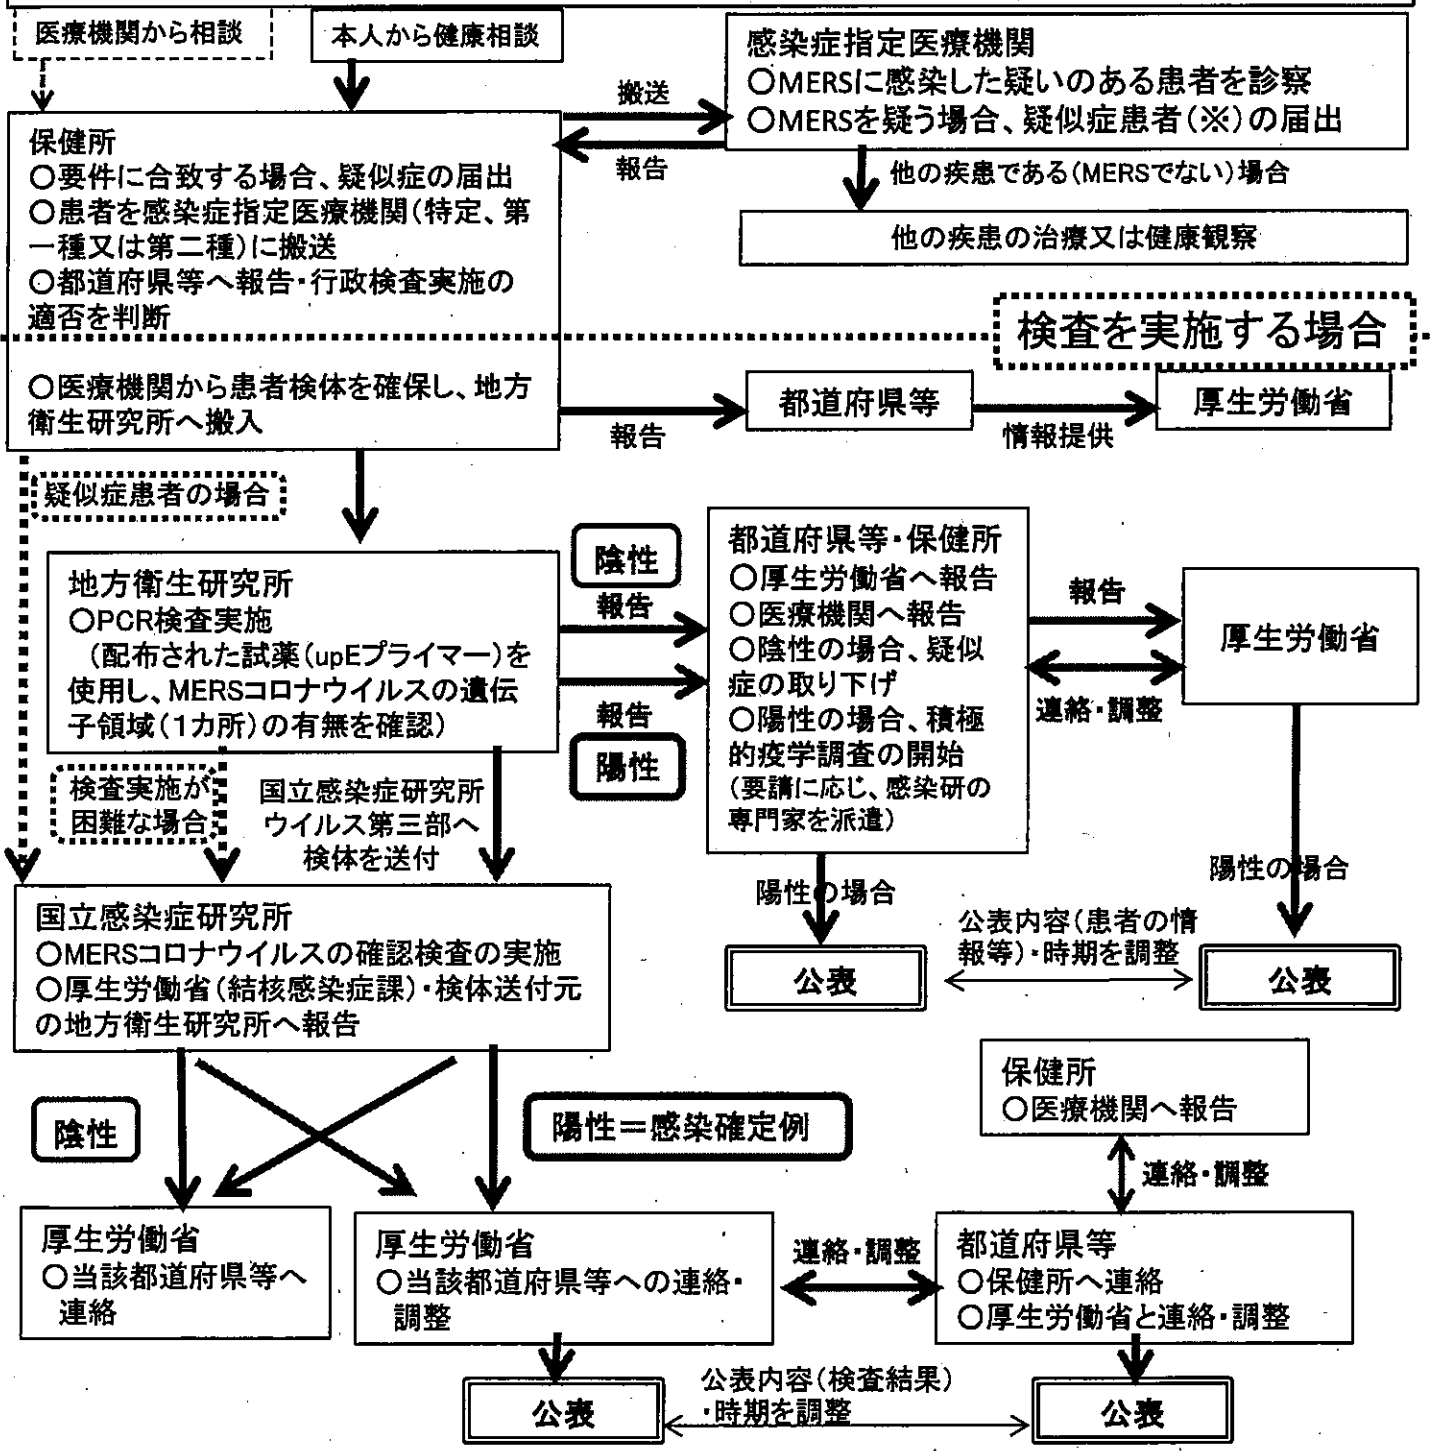 医療機関から相談
本人から健康相談
感染症指定医療機関
○MERSに感染した疑いのある患者を診察
○MERSを疑う場合、疑似症患者(※)の届出
搬送
報告
保健所
○要件に合致する場合、疑似症の届出
○患者を感染症指定医療機関(特定、第
一種又は第二種)に搬送
○都道府県等へ報告・行政検査実施の
適否を判断
他の疾患である(MERSでない)場合
他の疾患の治療又は健康観察
検査を実施する場合
○医療機関から患者検体を確保し、地方
衛生研究所へ搬入
報告
都道府県等
情報提供
厚生労働省
疑似症患者の場合
地方衛生研究所
○PCR検査実施
(配布された試薬(upEプライマー)を
使用し、MERSコロナウイルスの遺伝
子領域(1カ所)の有無を確認)
陰性
報告
報告
陽性
都道府県等・保健所
○厚生労働省へ報告
○医療機関へ報告
○陰性の場合、疑似
症の取り下げ
○陽性の場合、積極
的疫学調査の開始
(要請に応じ、感染研の
専門家を派遣)
報告
連絡・調整
厚生労働省
検査実施が
困難な場合
国立感染症研究所
ウイルス第三部へ
検体を送付
陽性の場合
陽性の場合
公表
公表内容(患者の情
報等)・時期を調整
公表
国立感染症研究所
○MERSコロナウイルスの確認検査の実施
○厚生労働省(結核感染症課)・検体送付元
の地方衛生研究所へ報告
陰性
陽性＝感染確定例
保健所
○医療機関へ報告
連絡・調整
厚生労働省
○当該都道府県等へ
連絡
厚生労働省
○当該都道府県等への連絡・
調整
連絡・調整
都道府県等
○保健所へ連絡
○厚生労働省と連絡・調整
公表
公表内容(検査結果)
・時期を調整
公表